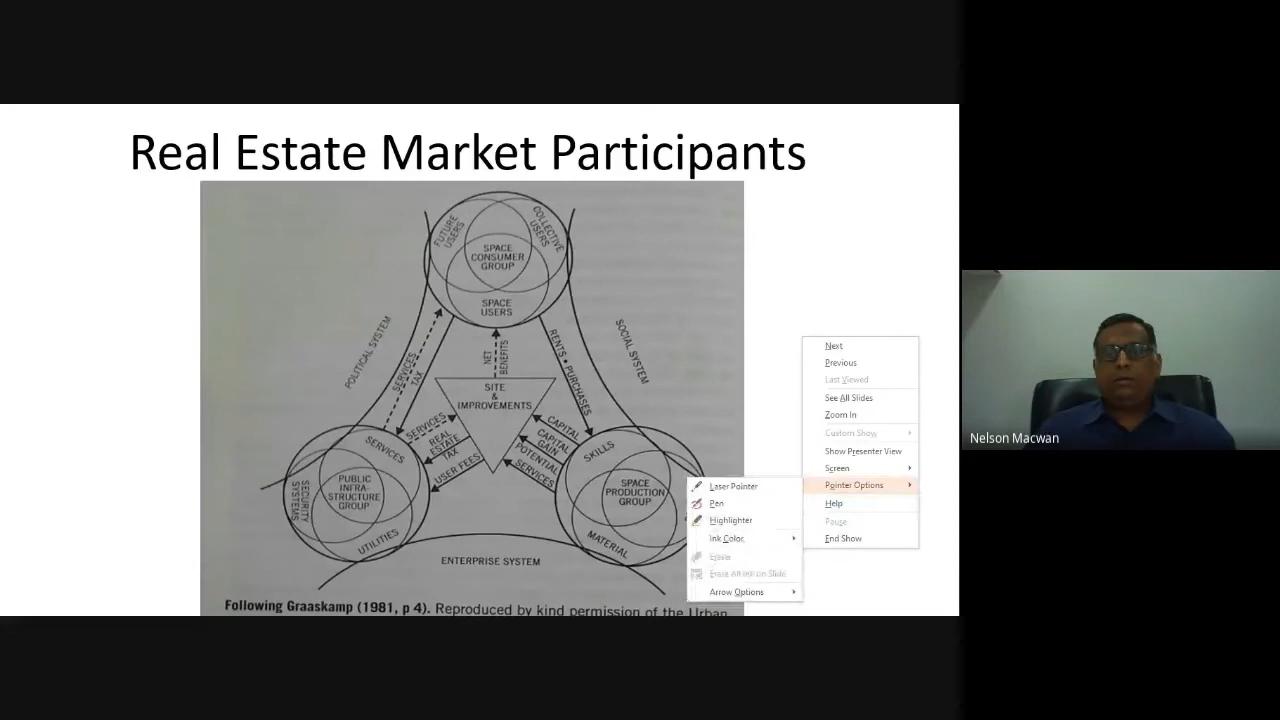 Real Estate Market Participants
FUTURE
USERS
COLLECTIVE
USERS
SPACE
CONSUMER
GROUP
SPACE
USERS
POLITICAL SYSTEM
SOCIAL SYSTEM
SERVICES
TAX
NET
BENEFITS
RENTS • PURCHASES
SITE
&
IMPROVEMENTS
SERVICES
REAL
ESTATE
TAX
USER FEES
CAPITAL
CAPITAL
GAIN
POTENTIAL
SERVICES
SERVICES
PUBLIC
INFRA-
STRUCTURE
GROUP
SECURITY
SYSTEMS
UTILITIES
SKILLS
SPACE
PRODUCTION
GROUP
MATERIAL
ENTERPRISE SYSTEM
Following Graaskamp (1981, p 4). Reproduced by kind permission of the Urban
Next
Previous
Last Viewed
See All Slides
Zoom In
Custom Show
Show Presenter View
Screen
Pointer Options
Help
Pause
End Show
Laser Pointer
Pen
Highlighter
Ink Color
Eraser
Erase All Ink on Slide
Arrow Options
Nelson Macwan